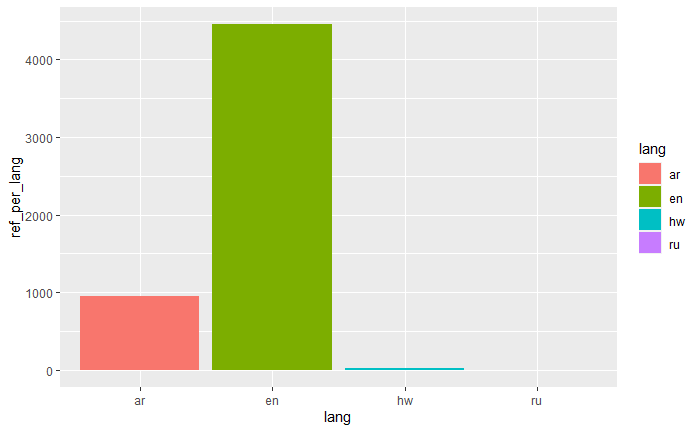 ref_per_lang
4000
3000
2000
1000
0
ar en hw ru
lang
lang
ar
en
hw
ru